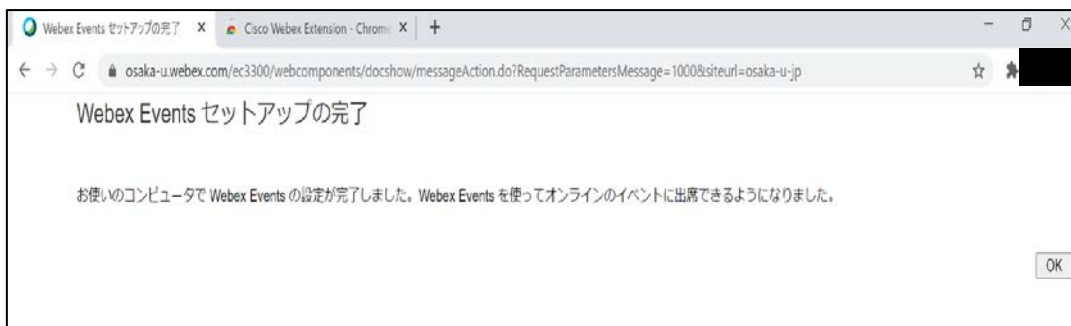 Webex Events セットアップの完了
Cisco Webex Extension - Chrome
osaka-u.webex.com/ec3300/webcomponents/docshow/messageAction.do?RequestParametersMessage=1000&siteurl=osaka-u-jp
Webex Events セットアップの完了
お使いのコンピュータで Webex Events の設定が完了しました。Webex Events を使ってオンラインのイベントに出席できるようになりました。
OK